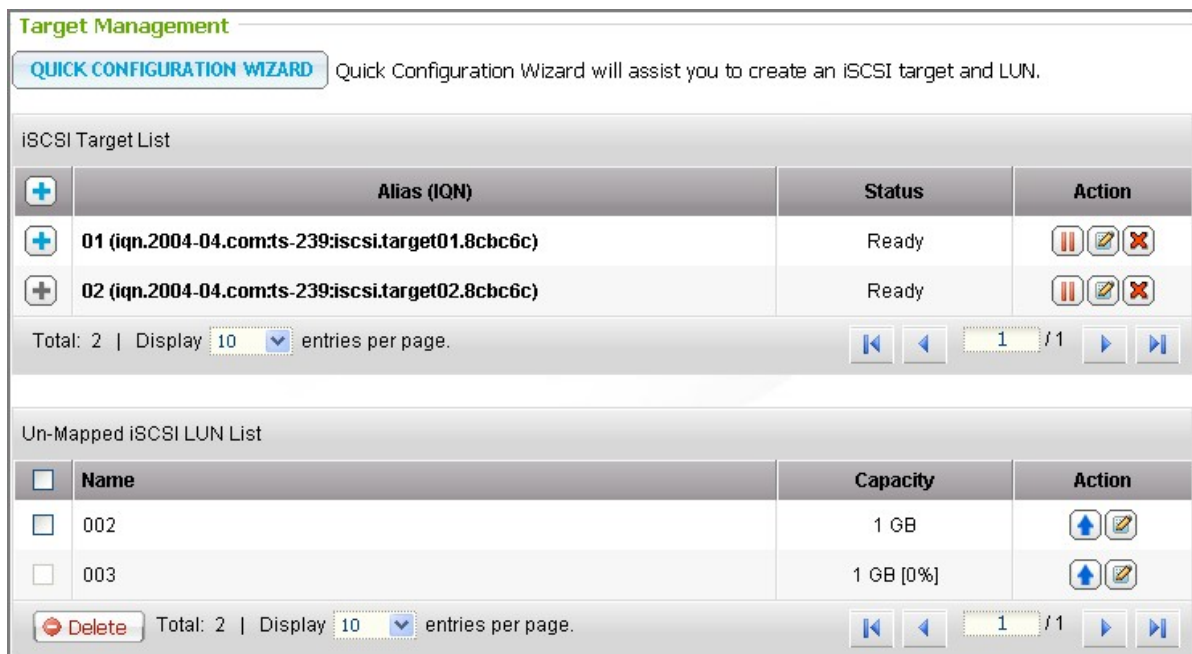 Target Management
QUICK CONFIGURATION WIZARD Quick Configuration Wizard will assist you to create an iSCSI target and LUN.
iSCSI Target List
Alias (IQN) Status Action
01 (iqn.2004-04.com:ts-239:iscsi.target01.8cbc6c) Ready
02 (iqn.2004-04.com:ts-239:iscsi.target02.8cbc6c) Ready
Total: 2 | Display 10 entries per page. 1 / 1
Un-Mapped iSCSI LUN List
Name Capacity Action
002 1 GB
003 1 GB [0%]
Delete Total: 2 | Display 10 entries per page. 1 / 1